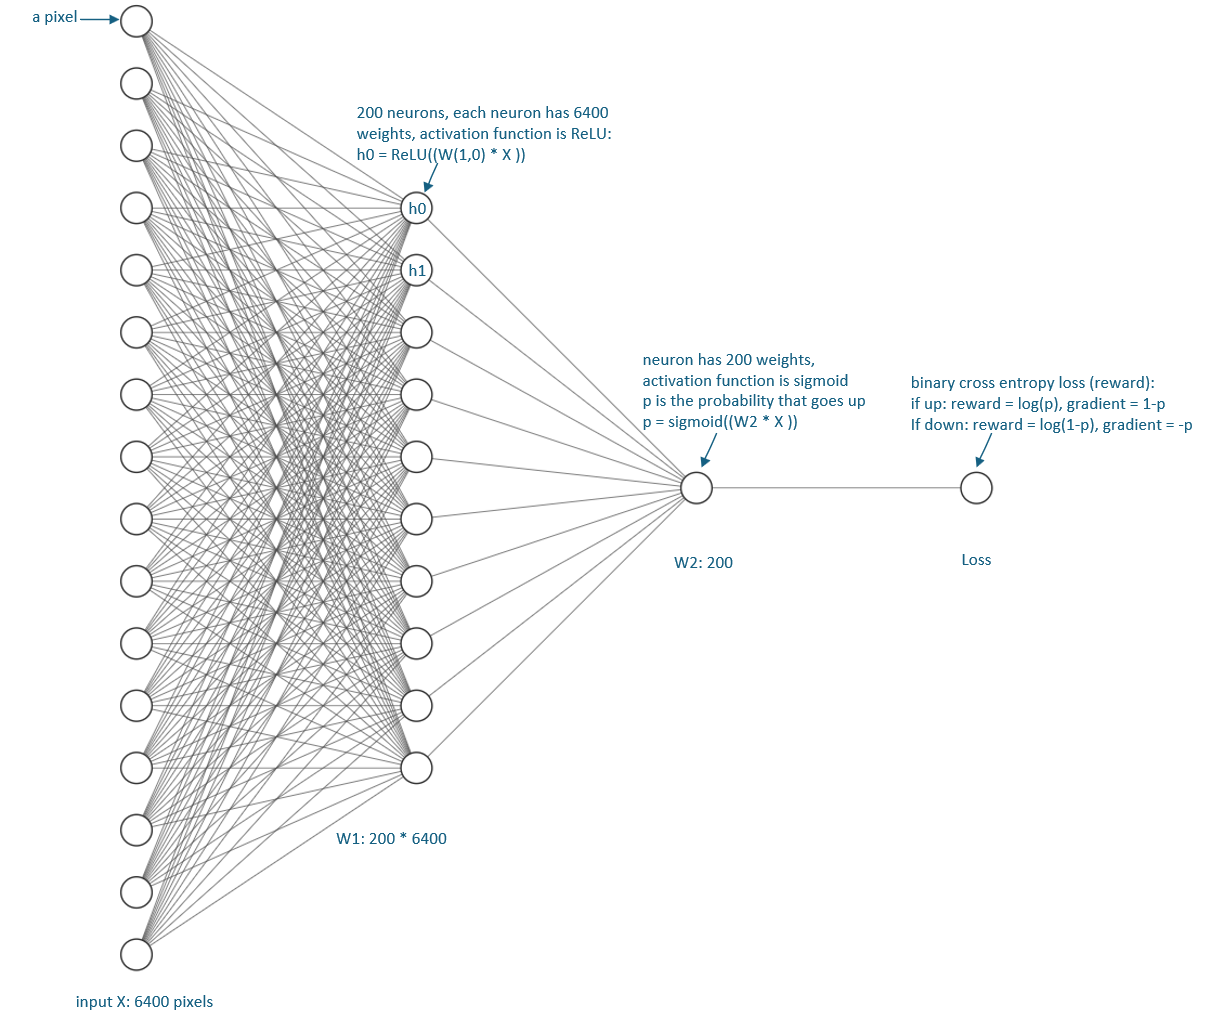 a pixel
200 neurons, each neuron has 6400
weights, activation function is ReLU:
h0 = ReLU((W(1,0) * X ))
h0
h1
neuron has 200 weights,
activation function is sigmoid
p is the probability that goes up
p = sigmoid((W2 * X ))
binary cross entropy loss (reward):
if up: reward = log(p), gradient = 1-p
If down: reward = log(1-p), gradient = -p
W2: 200
Loss
W1: 200 * 6400
input X: 6400 pixels